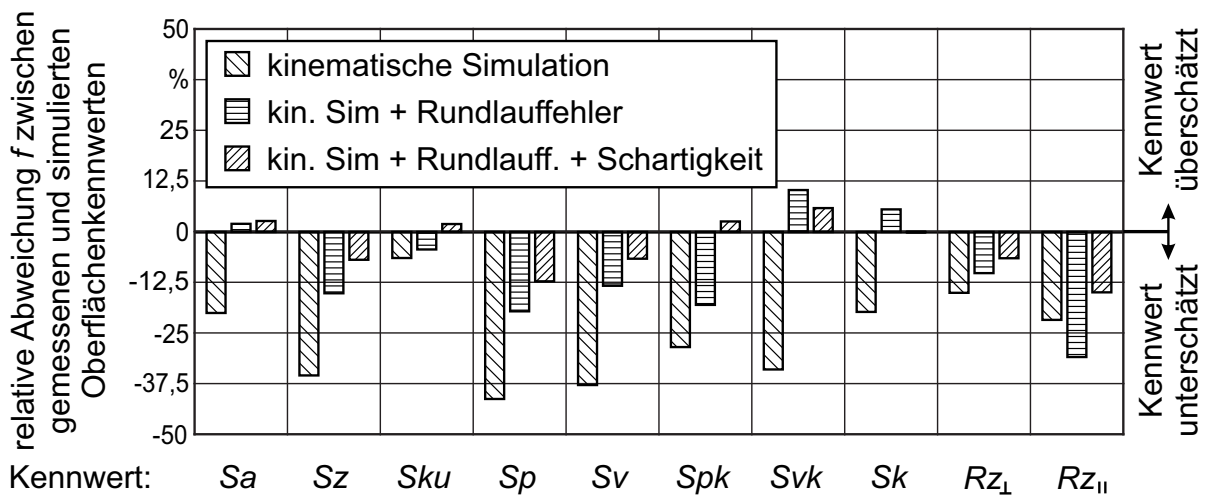 relative Abweichung f zwischen
gemessenen und simulierten
Oberflächenkennwerten
50
%
25
12,5
0
-12,5
-25
-37,5
-50
kinematische Simulation
kin. Sim + Rundlauffehler
kin. Sim + Rundlauff. + Schartigkeit
Kennwert
überschätzt
Kennwert
unterschätzt
Kennwert: Sa Sz Sku Sp Sv Spk Svk Sk Rz⊥ Rz||